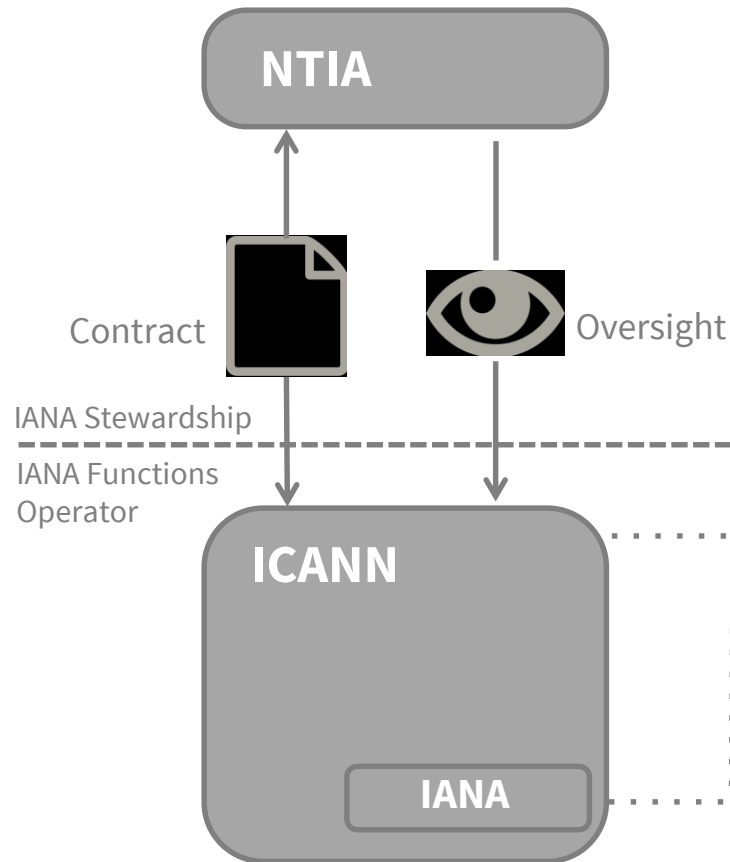 NTIA
Contract
Oversight
IANA Stewardship
IANA Functions
Operator
ICANN
IANA